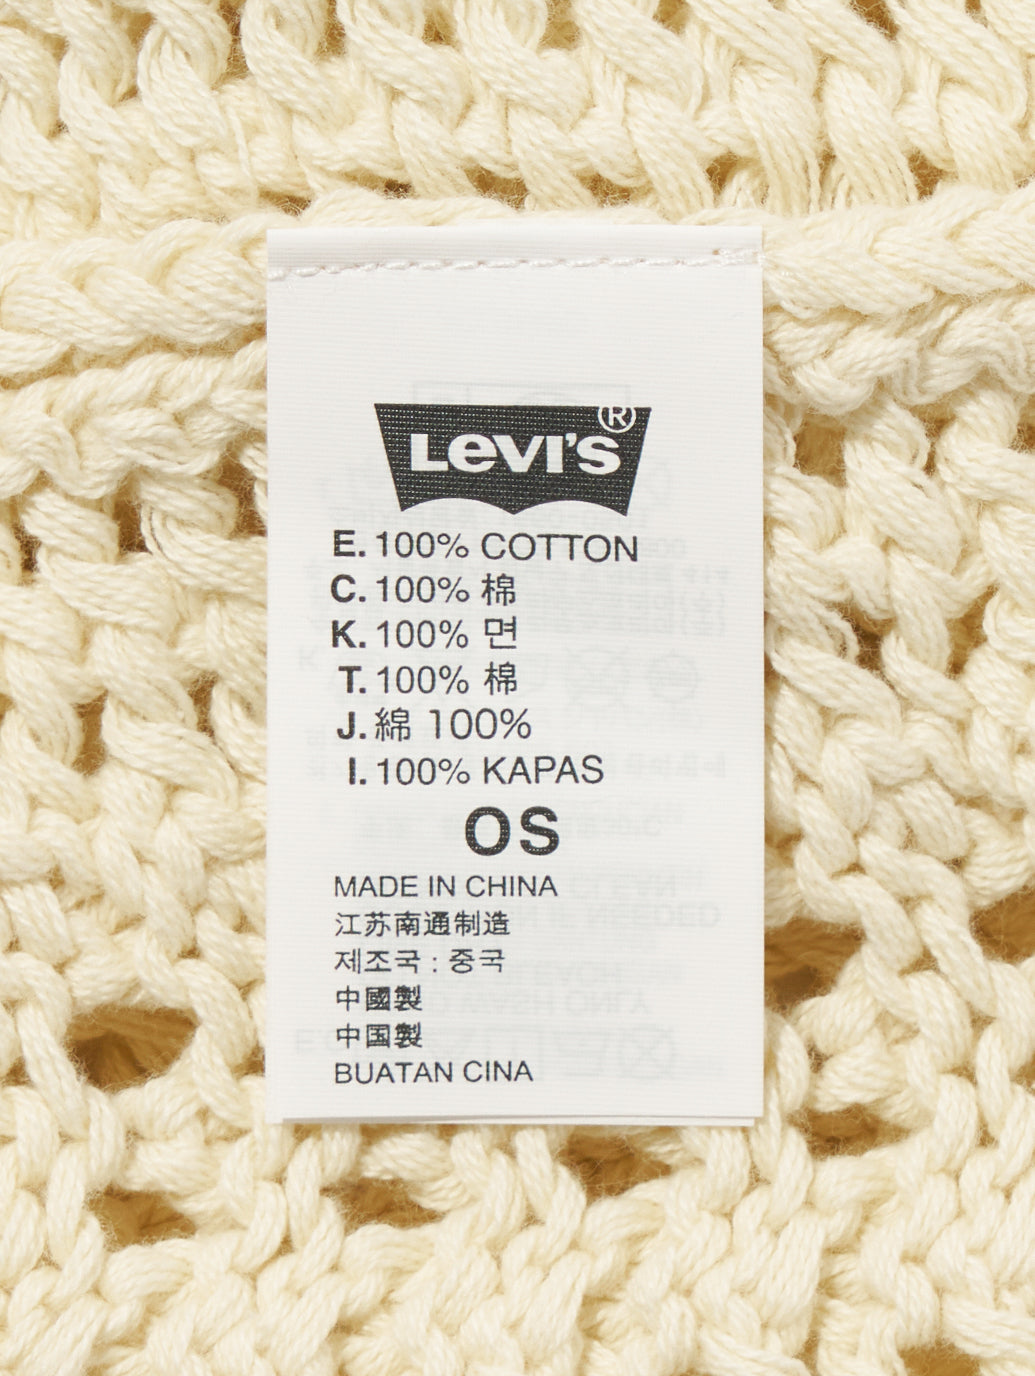 Levi's®
E. 100% COTTON
C. 100% 棉
K. 100% 면
T. 100% 棉
J. 綿 100%
I. 100% KAPAS
OS
MADE IN CHINA
江苏南通制造
제조국 : 중국
中國製
中国製
BUATAN CINA